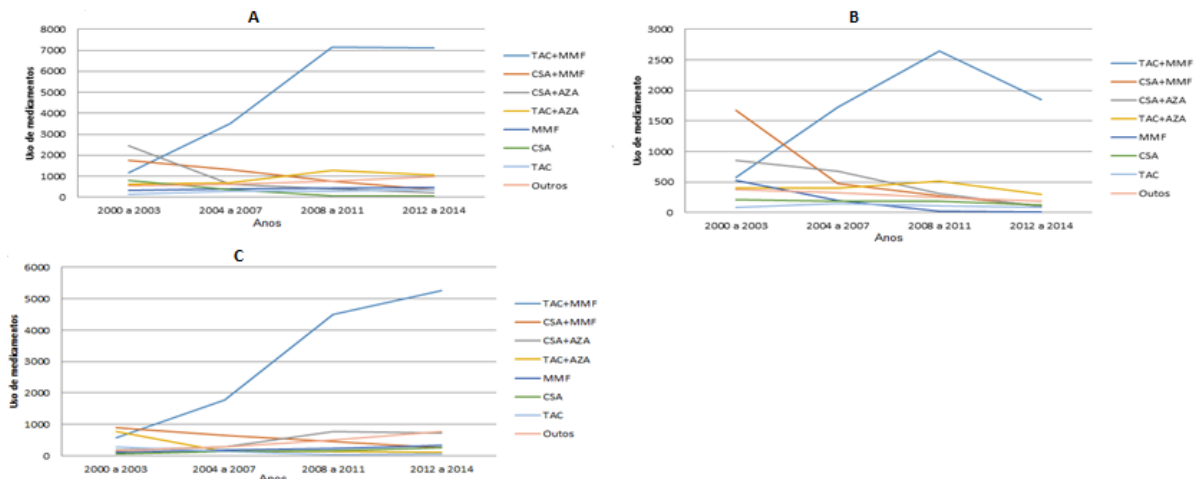 A
Uso de medicamentos
8000
7000
6000
5000
4000
3000
2000
1000
0
2000 a 2003
2004 a 2007
2008 a 2011
2012 a 2014
Anos
TAC+MMF
CSA+MMF
CSA+AZA
TAC+AZA
MMF
CSA
TAC
Outros
B
Uso de medicamento
3000
2500
2000
1500
1000
500
0
2000 a 2003
2004 a 2007
2008 a 2011
2012 a 2014
Anos
TAC+MMF
CSA+MMF
CSA+AZA
TAC+AZA
MMF
CSA
TAC
Outos
C
Uso de medicamentos
6000
5000
4000
3000
2000
1000
0
2000 a 2003
2004 a 2007
2008 a 2011
2012 a 2014
Anos
TAC+MMF
CSA+MMF
CSA+AZA
TAC+AZA
MMF
CSA
TAC
Outos